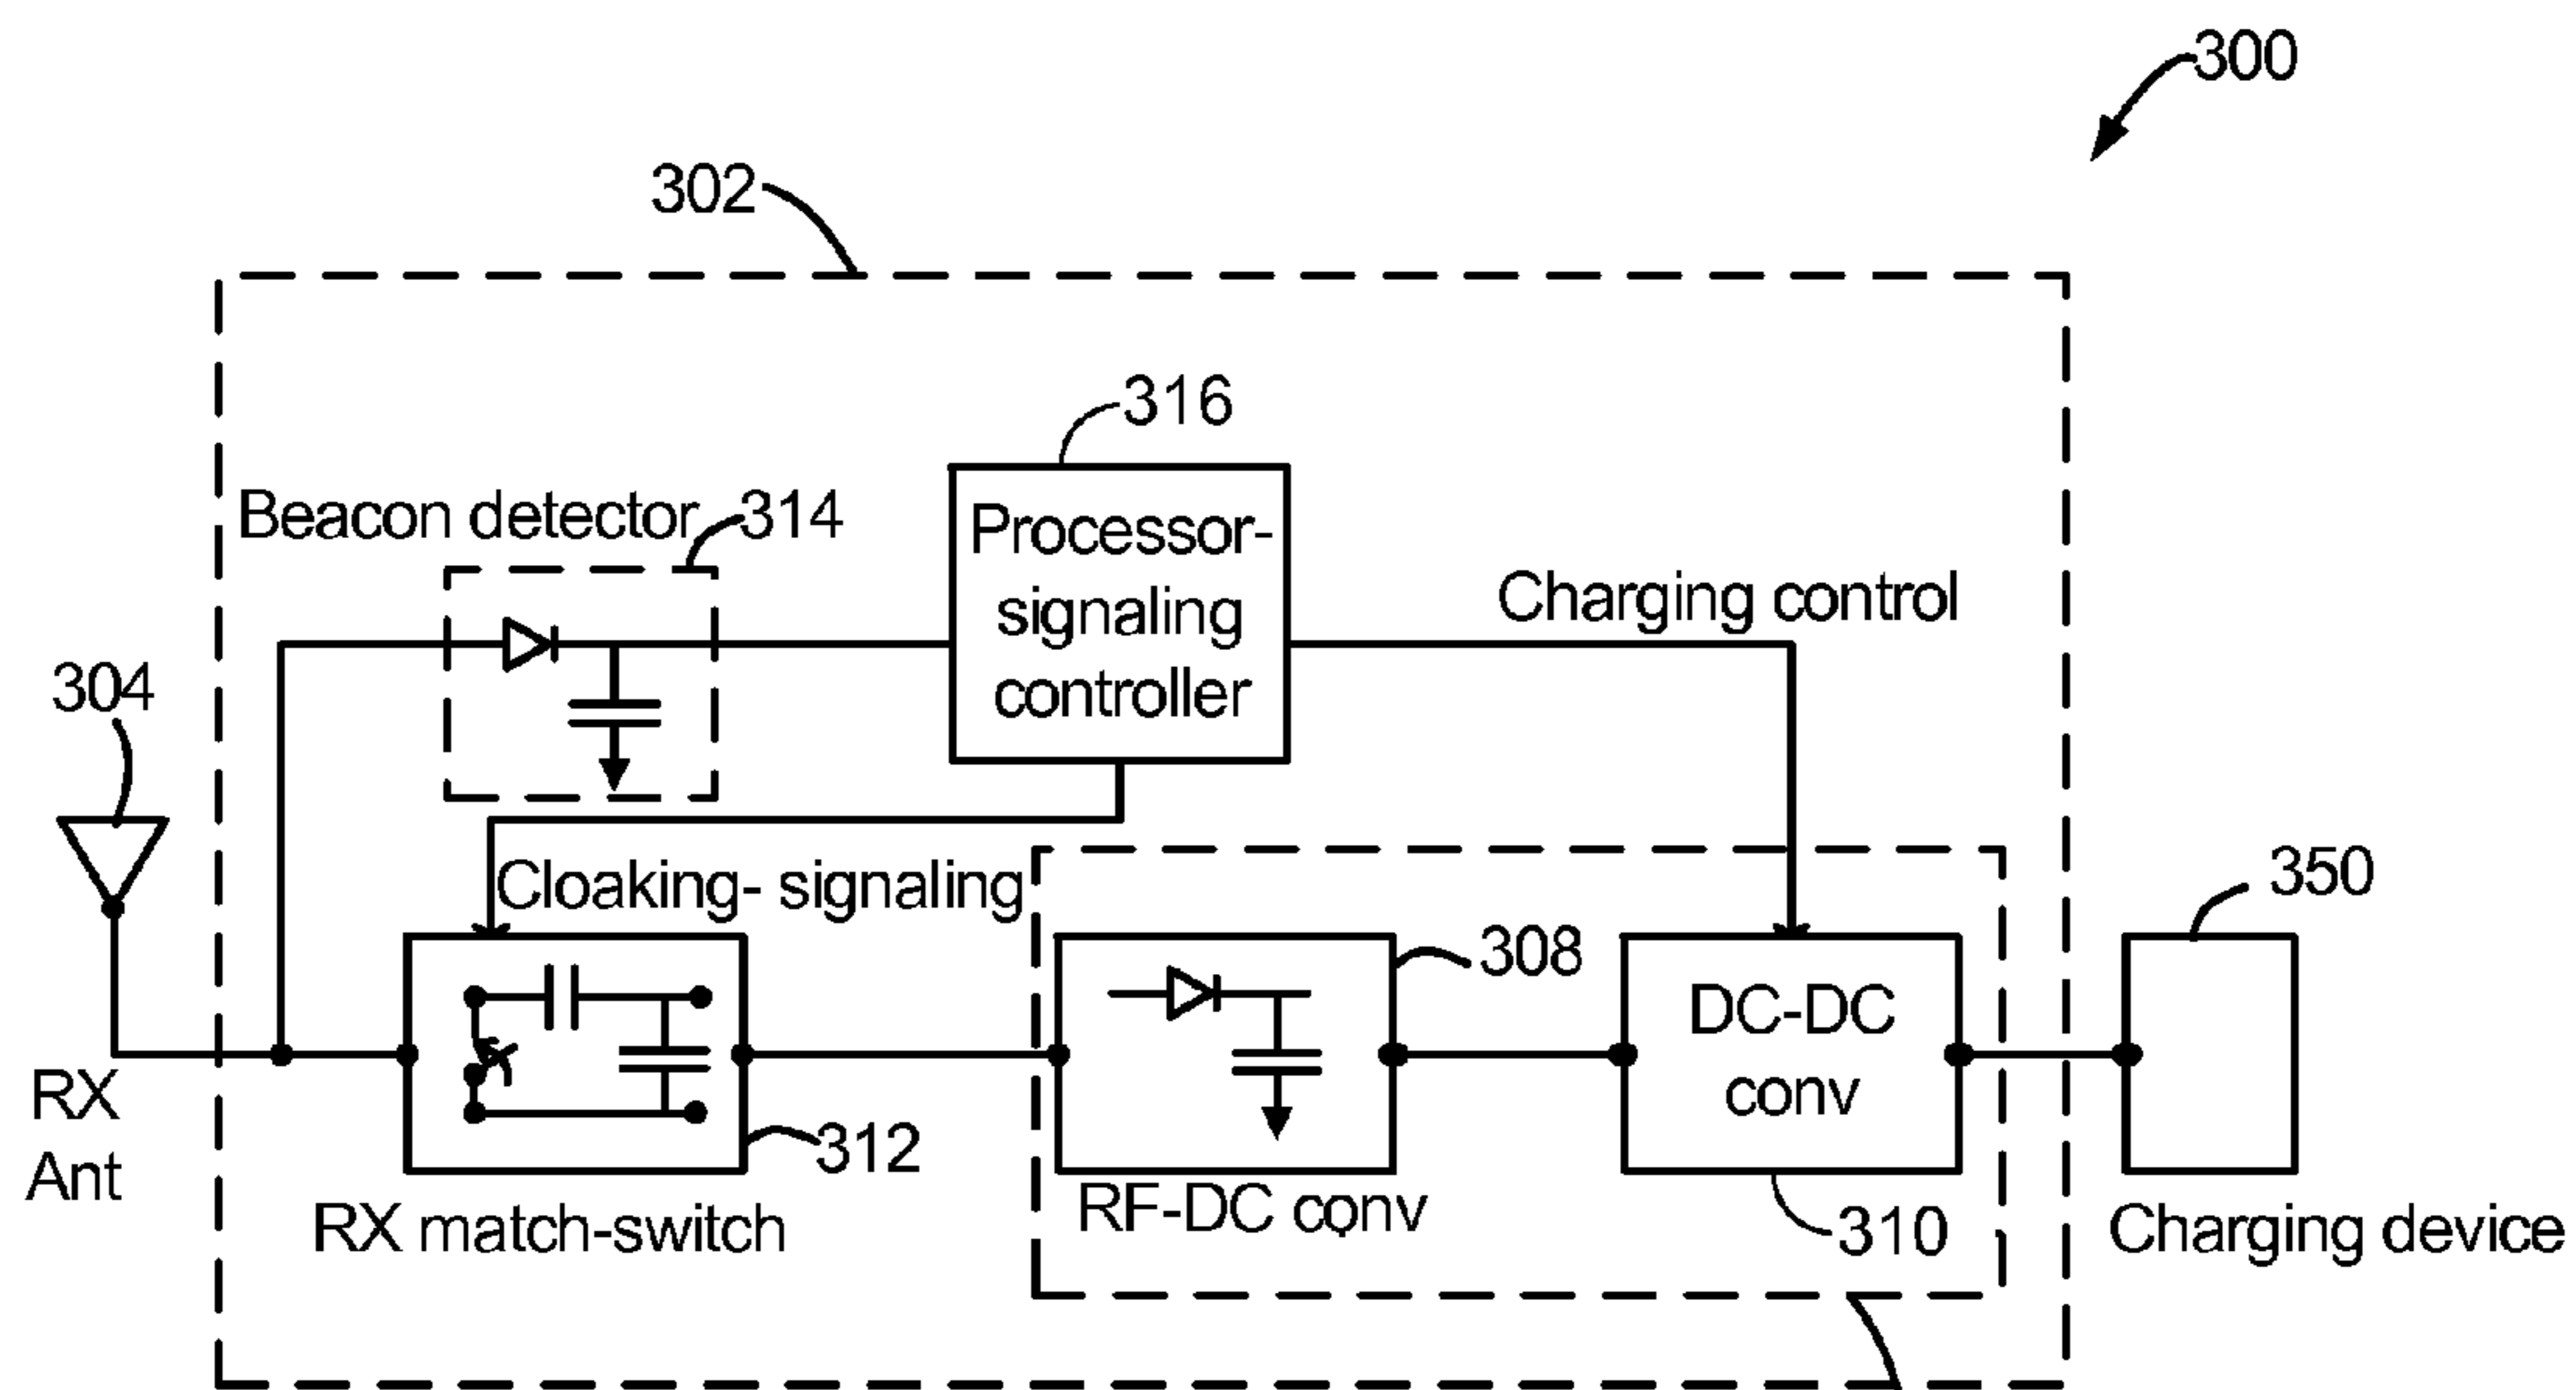 300
302
316
Beacon detector
314
Processor-
signaling
controller
Charging control
304
Cloaking- signaling
350
308
DC-DC
conv
RX
Ant
312
RX match-switch
RF-DC conv
310
Charging device